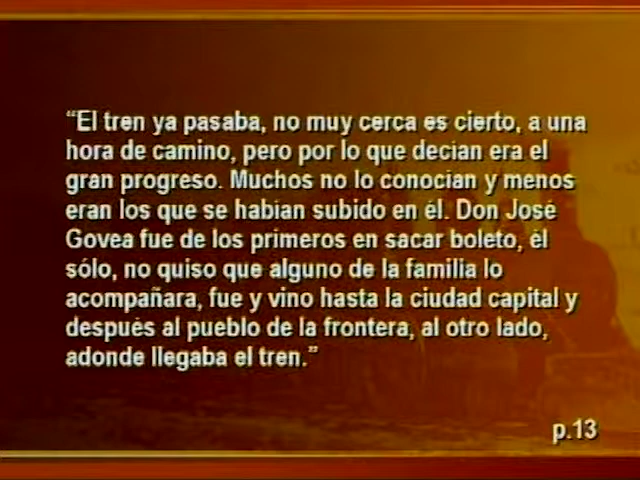 “El tren ya pasaba, no muy cerca es cierto, a una
hora de camino, pero por lo que decían era el
gran progreso. Muchos no lo conocían y menos
eran los que se habían subido en él. Don José
Govea fue de los primeros en sacar boleto, él
sólo, no quiso que alguno de la familia lo
acompañara, fue y vino hasta la ciudad capital y
después al pueblo de la frontera, al otro lado,
adonde llegaba el tren.”
p.13